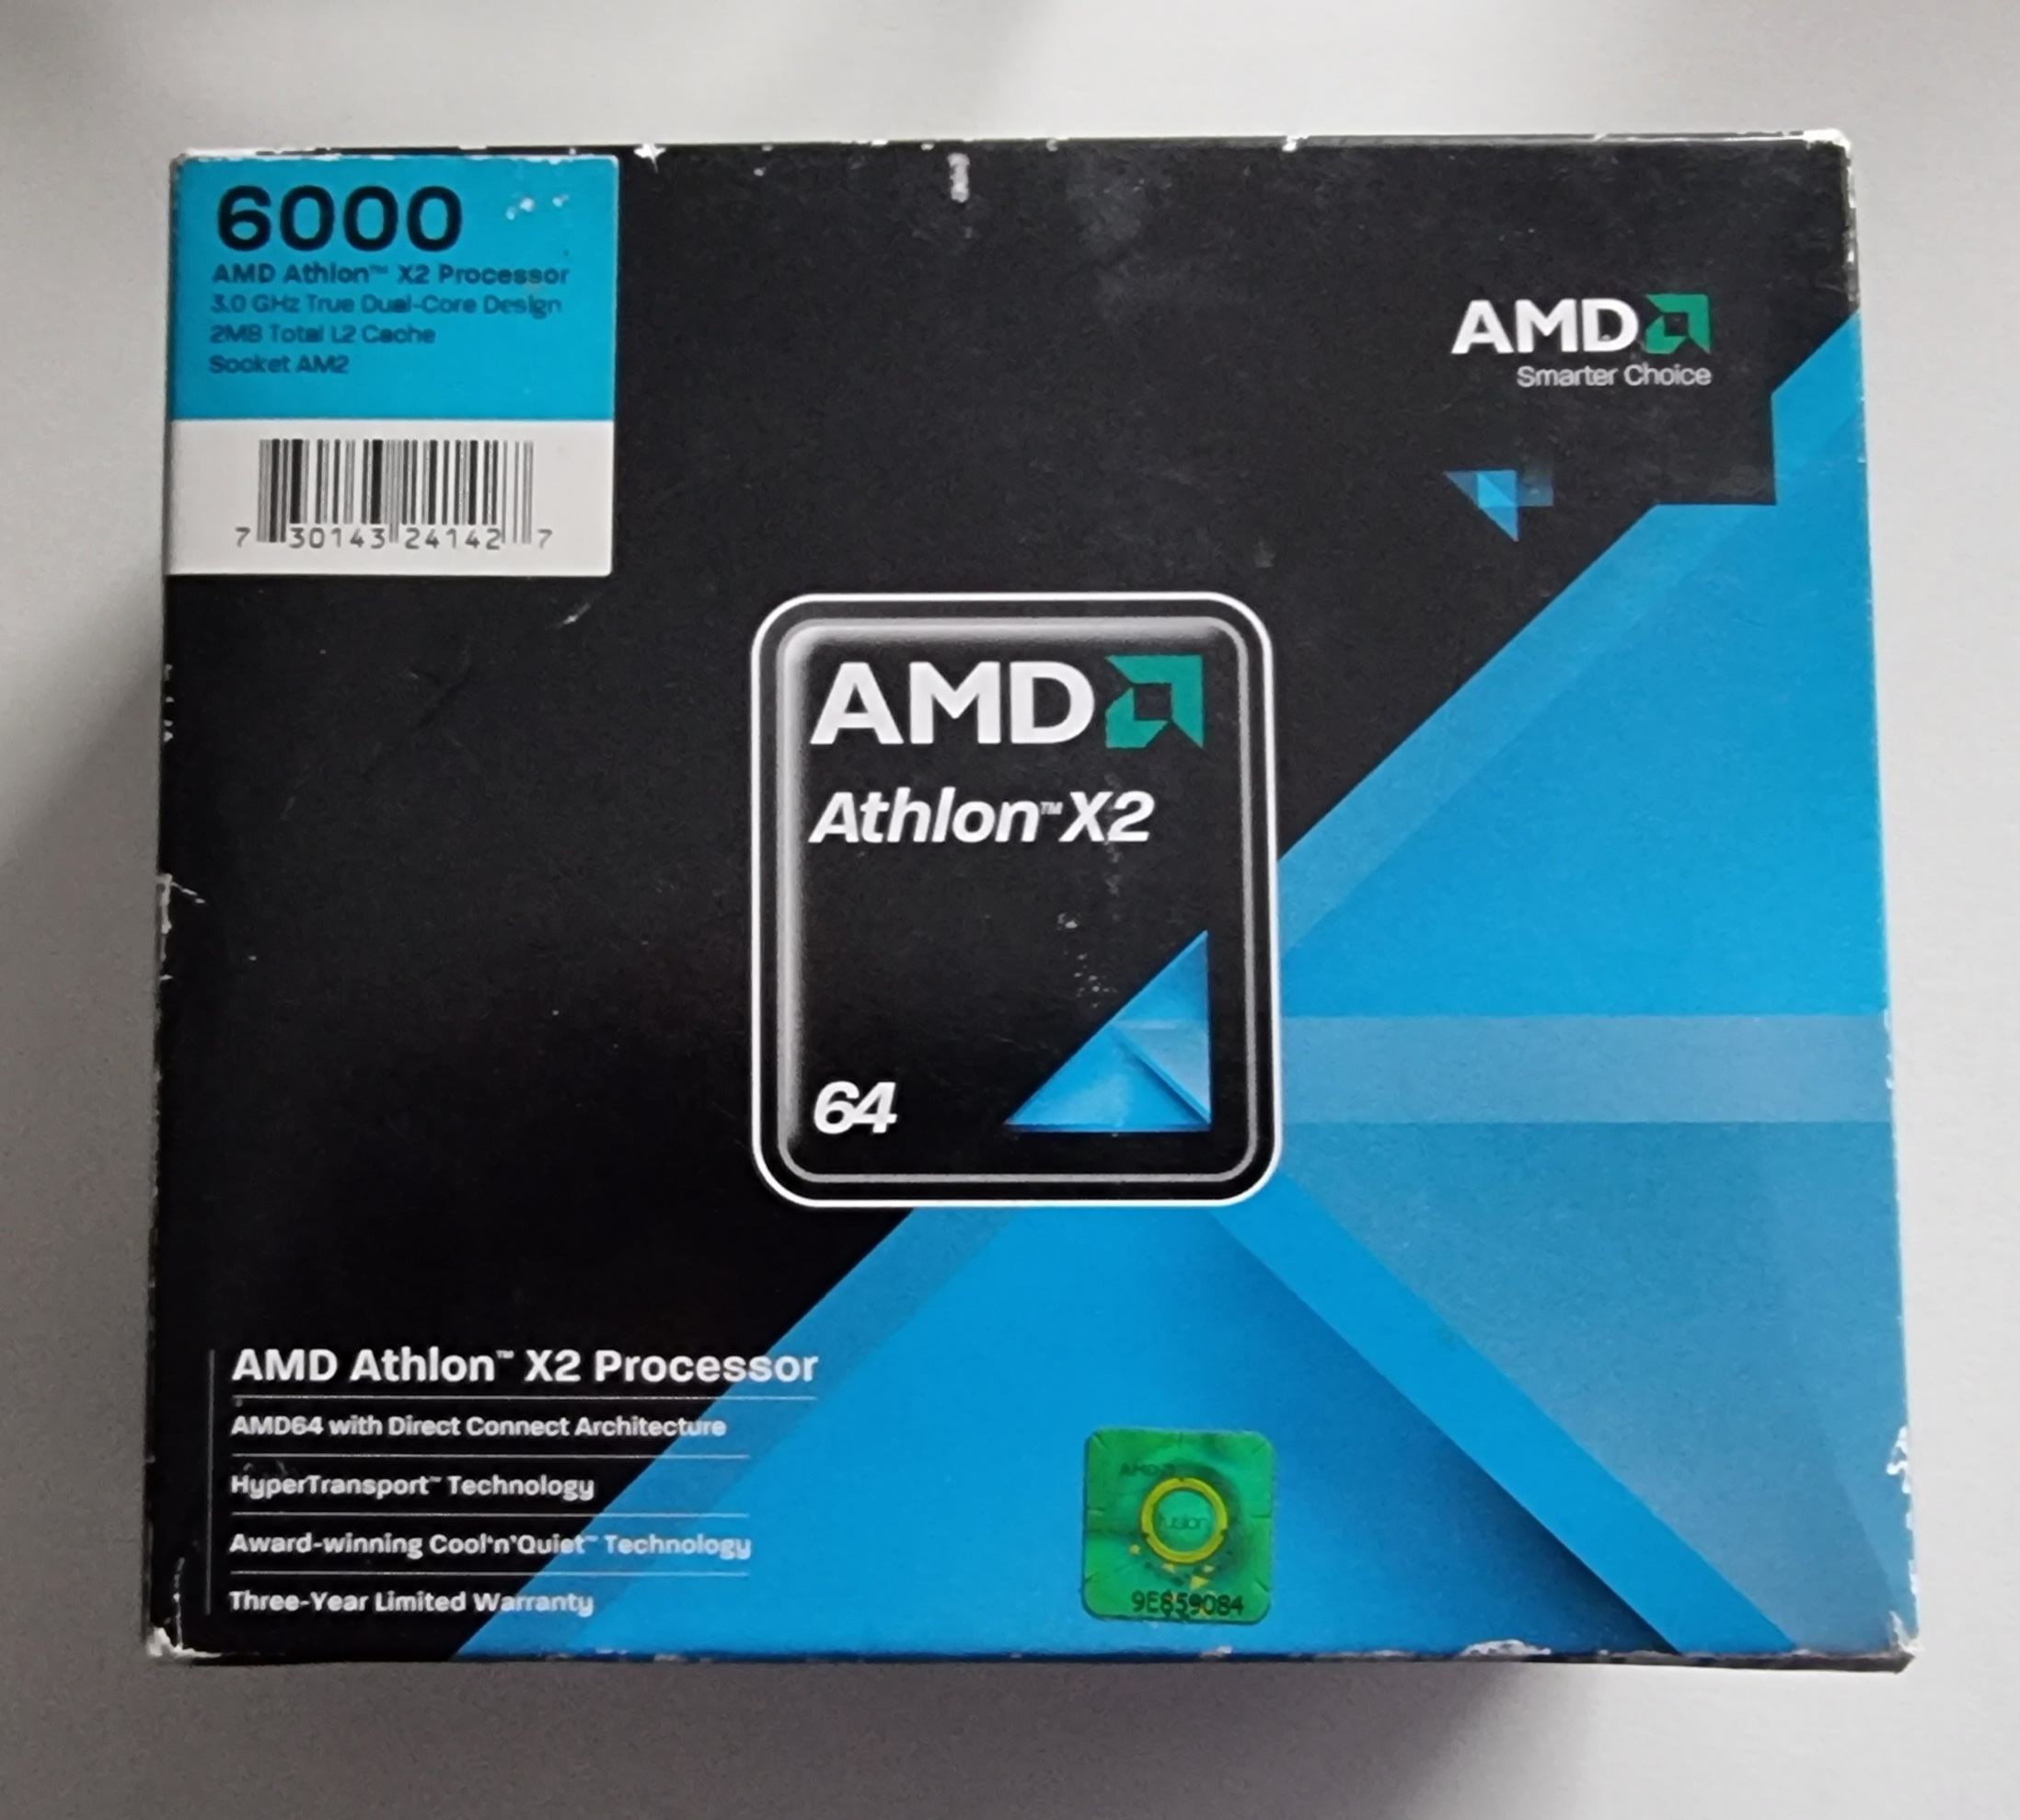 6000
AMD Athlon™ X2 Processor
3.0 GHz True Dual-Core Design
2MB Total L2 Cache
Socket AM2
7 30143 24142 7
AMD
Smarter Choice
AMD
Athlon™ X2
64
AMD Athlon™ X2 Processor
AMD64 with Direct Connect Architecture
HyperTransport™ Technology
Award-winning Cool'n'Quiet™ Technology
Three-Year Limited Warranty
AMD
fusion
9E859084